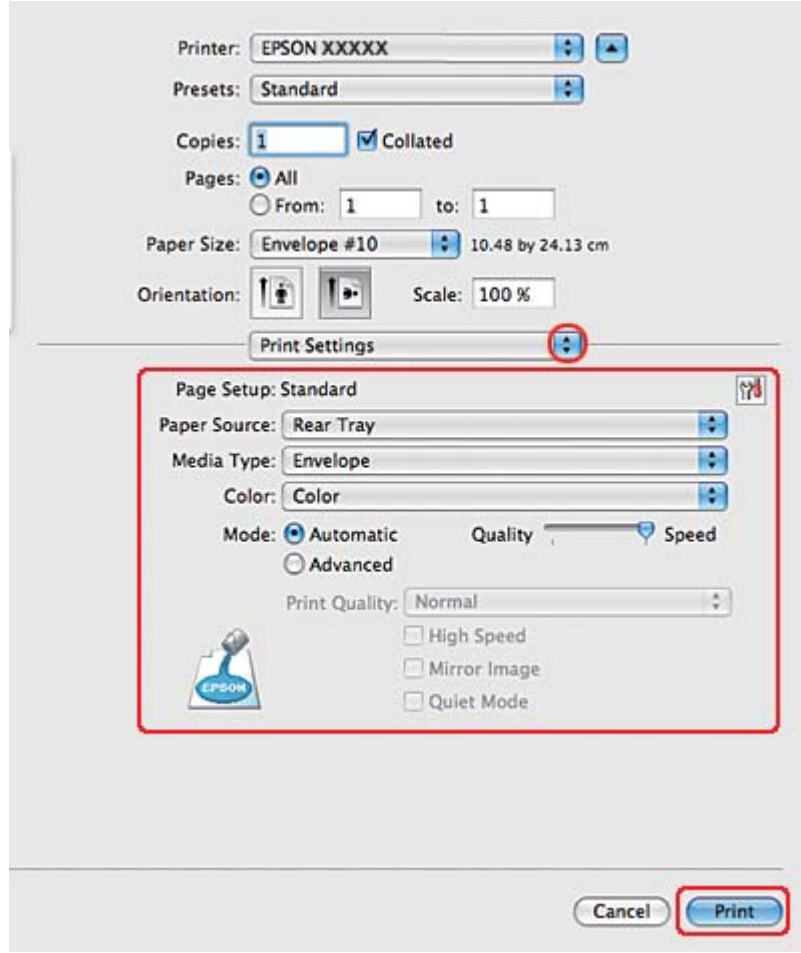 Printer: EPSON XXXXX
Presets: Standard
Copies: 1 Collated
Pages: All
From: 1 to: 1
Paper Size: Envelope #10 10.48 by 24.13 cm
Orientation: Scale: 100 %
Print Settings
Page Setup: Standard
Paper Source: Rear Tray
Media Type: Envelope
Color: Color
Mode: Automatic Quality Speed
Advanced
Print Quality: Normal
High Speed
Mirror Image
EPSON
Quiet Mode
Cancel Print